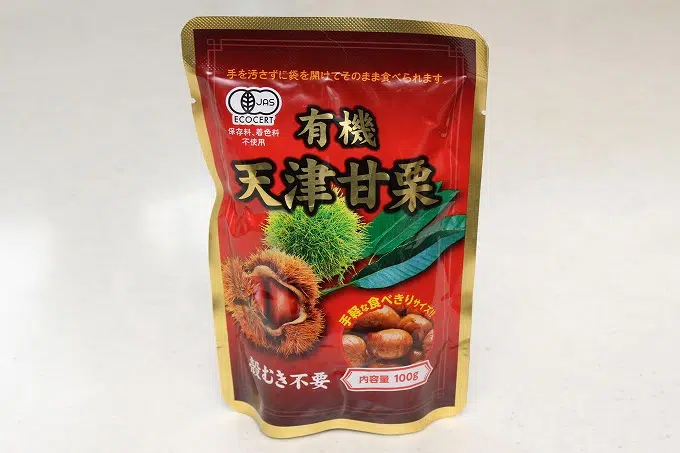 手を汚さずに袋を開けてそのまま食べられます。
JAS
ECOCERT
保存料、着色料
不使用
有機
天津甘栗
手軽な食べきりサイズ!!
殻むき不要
内容量 100g